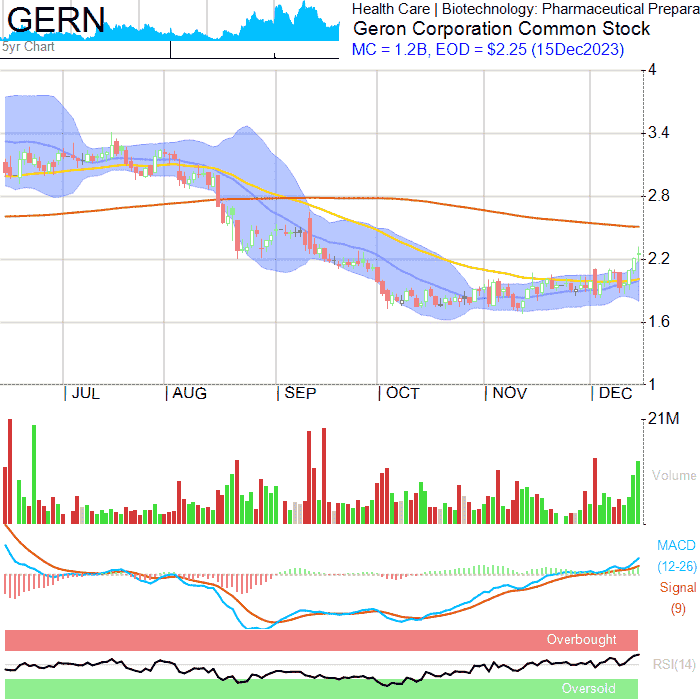 GERN
5yr Chart
Health Care | Biotechnology: Pharmaceutical Prepara
Geron Corporation Common Stock
MC = 1.2B, EOD = $2.25 (15Dec2023)
4
3.4
2.8
2.2
1.6
1
JUL AUG SEP OCT NOV DEC
21M
Volume
MACD
(12-26)
Signal
(9)
Overbought
RSI(14)
Oversold